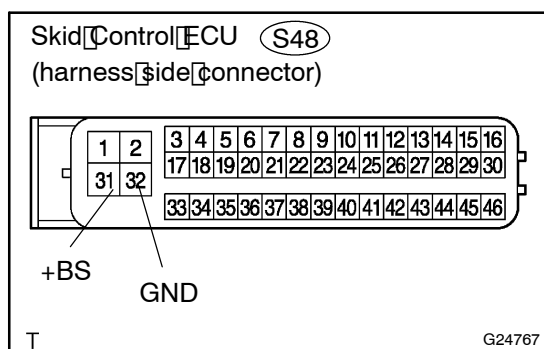 Skid Control ECU S48
(harness side connector)
1 2 3 4 5 6 7 8 9 10 11 12 13 14 15 16
31 32 17 18 19 20 21 22 23 24 25 26 27 28 29 30
33 34 35 36 37 38 39 40 41 42 43 44 45 46
+BS
GND
T G24767